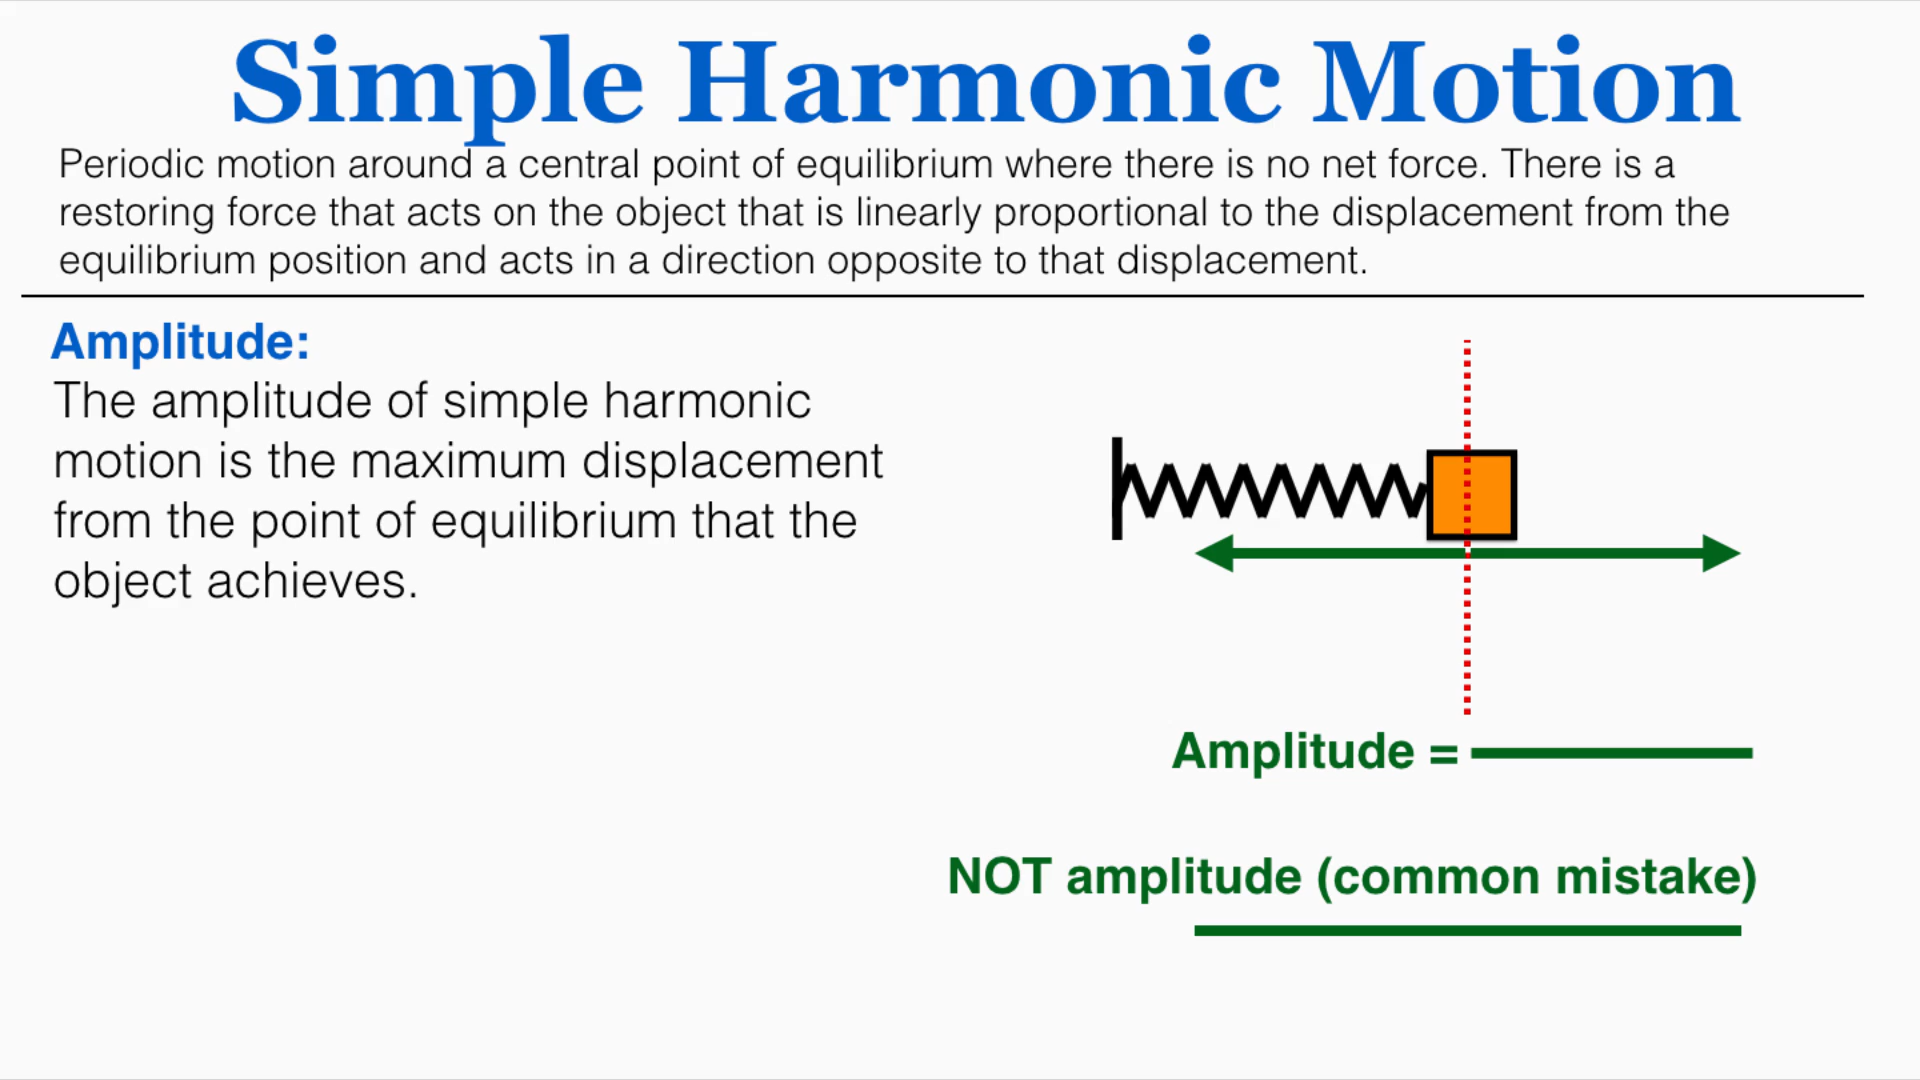 Simple Harmonic Motion
Periodic motion around a central point of equilibrium where there is no net force. There is a
restoring force that acts on the object that is linearly proportional to the displacement from the
equilibrium position and acts in a direction opposite to that displacement.
Amplitude:
The amplitude of simple harmonic
motion is the maximum displacement
from the point of equilibrium that the
object achieves.
Amplitude =
NOT amplitude (common mistake)